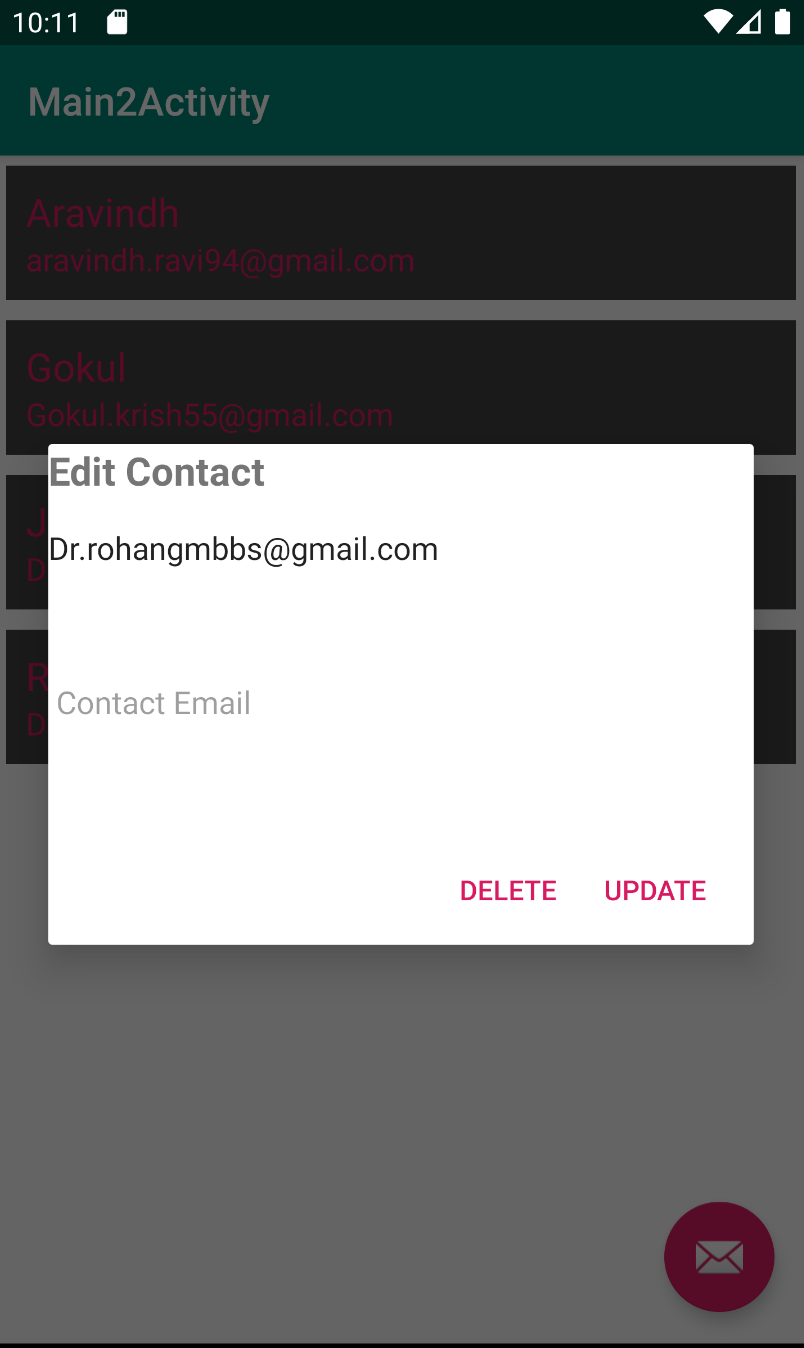 10:11
Main2Activity
Aravindh
aravindh.ravi94@gmail.com
Gokul
Gokul.krish55@gmail.com
J
D
R
D
Edit Contact
Dr.rohangmbbs@gmail.com
Contact Email
DELETE UPDATE